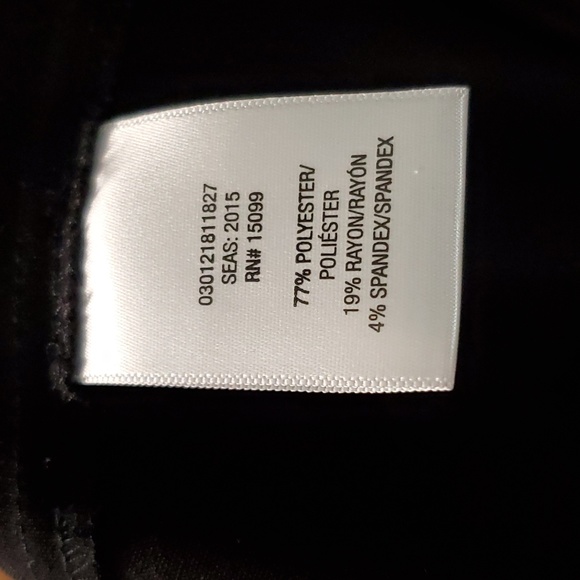 030121811827
SEAS: 2015
RN# 15099
77% POLYESTER/
POLIÉSTER
19% RAYON/RAYÓN
4% SPANDEX/SPANDEX